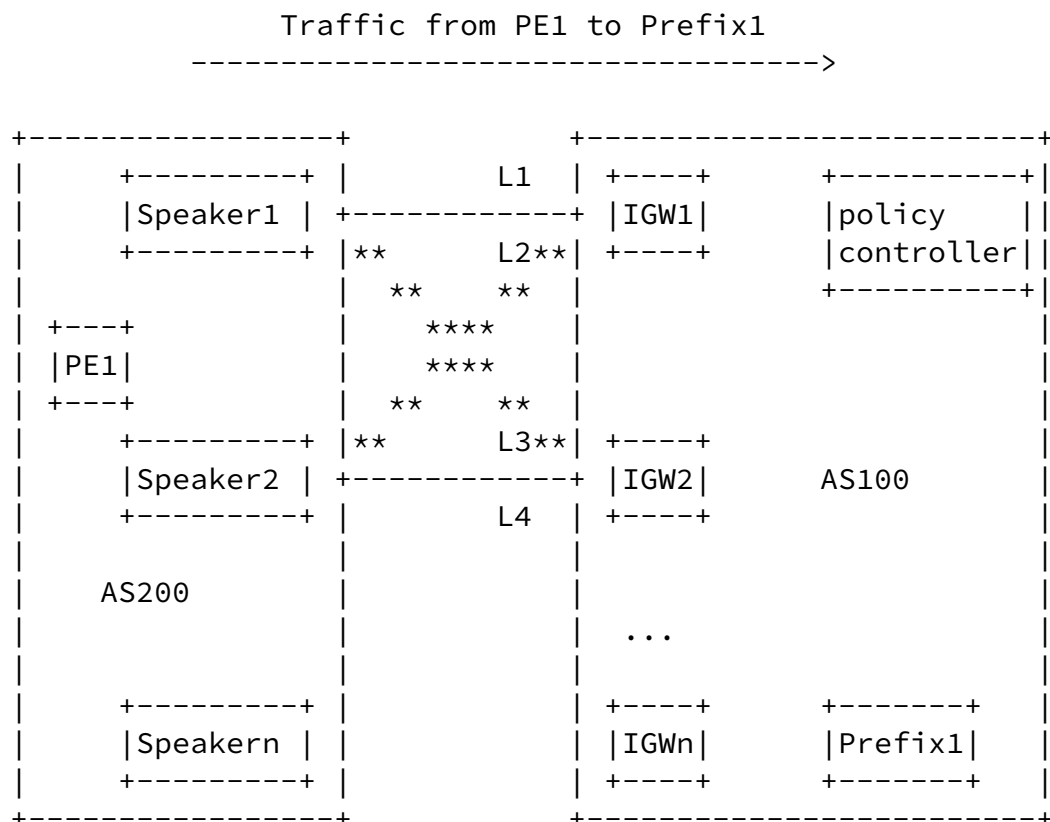 Traffic from PE1 to Prefix1
L1
Speaker1 IGW1 policy
L2 controller
PE1
L3
Speaker2 IGW2 AS100
L4
AS200
...
Speakern IGWn Prefix1